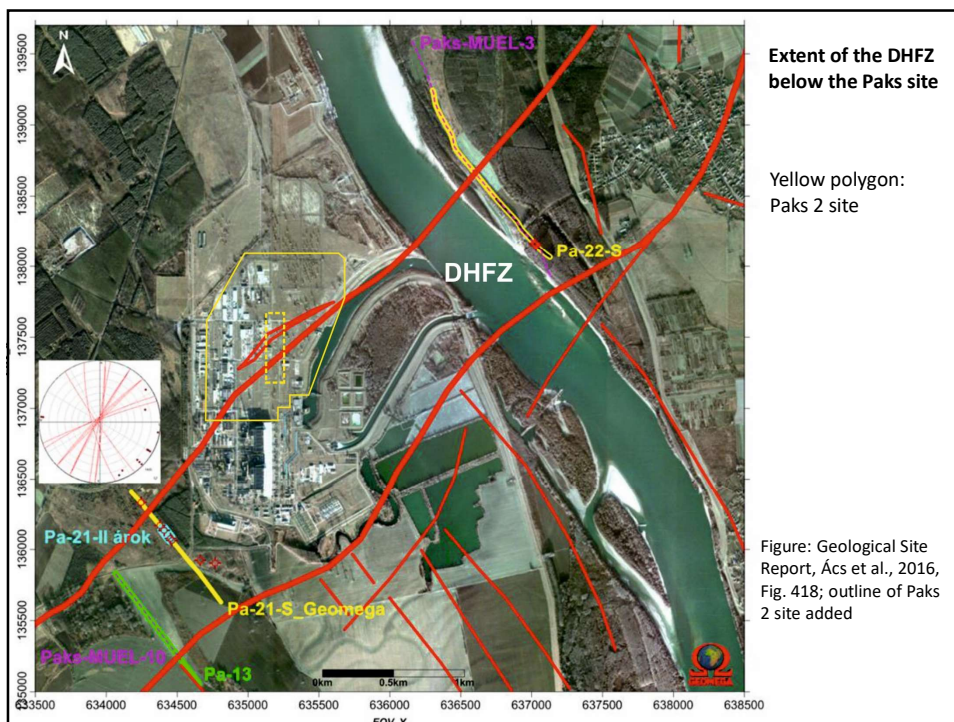 N
Paks-MUEL-3
Pa-22-S
DHFZ
Pa-21-II árok
Pa-21-S_Geomega
Paks-MUEL-10
Pa-13
0km 0.5km 1km
GEOMEGA
139500
139000
138500
138000
137500
137000
136500
136000
135500
135000
633500 634000 634500 635000 635500 636000 636500 637000 637500 638000 638500
EOV X
Extent of the DHFZ
below the Paks site
Yellow polygon:
Paks 2 site
Figure: Geological Site
Report, Ács et al., 2016,
Fig. 418; outline of Paks
2 site added